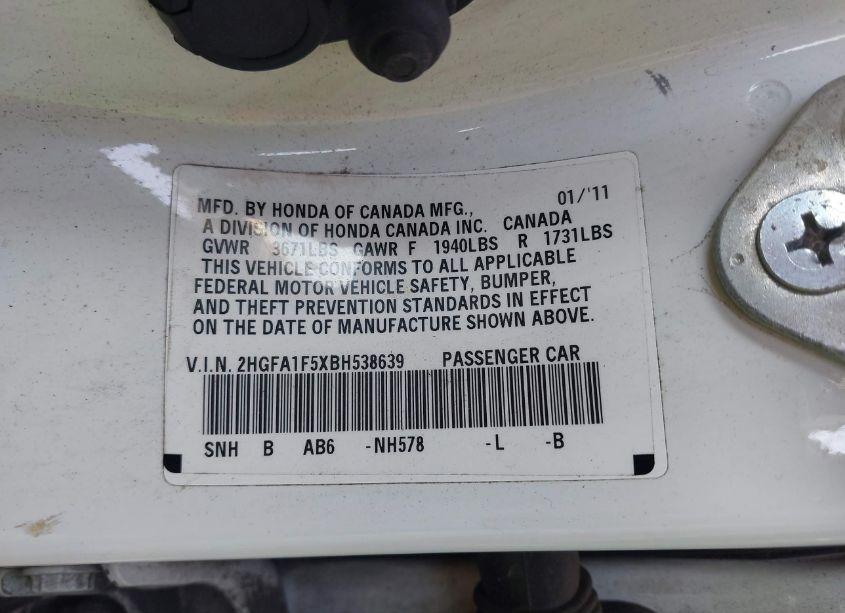 MFD. BY HONDA OF CANADA MFG., 01/'11
A DIVISION OF HONDA CANADA INC. CANADA
GVWR 3671LBS GAWR F 1940LBS R 1731LBS
THIS VEHICLE CONFORMS TO ALL APPLICABLE
FEDERAL MOTOR VEHICLE SAFETY, BUMPER,
AND THEFT PREVENTION STANDARDS IN EFFECT
ON THE DATE OF MANUFACTURE SHOWN ABOVE.
V.I.N. 2HGFA1F5XBH538639 PASSENGER CAR
SNH B AB6 -NH578 -L -B